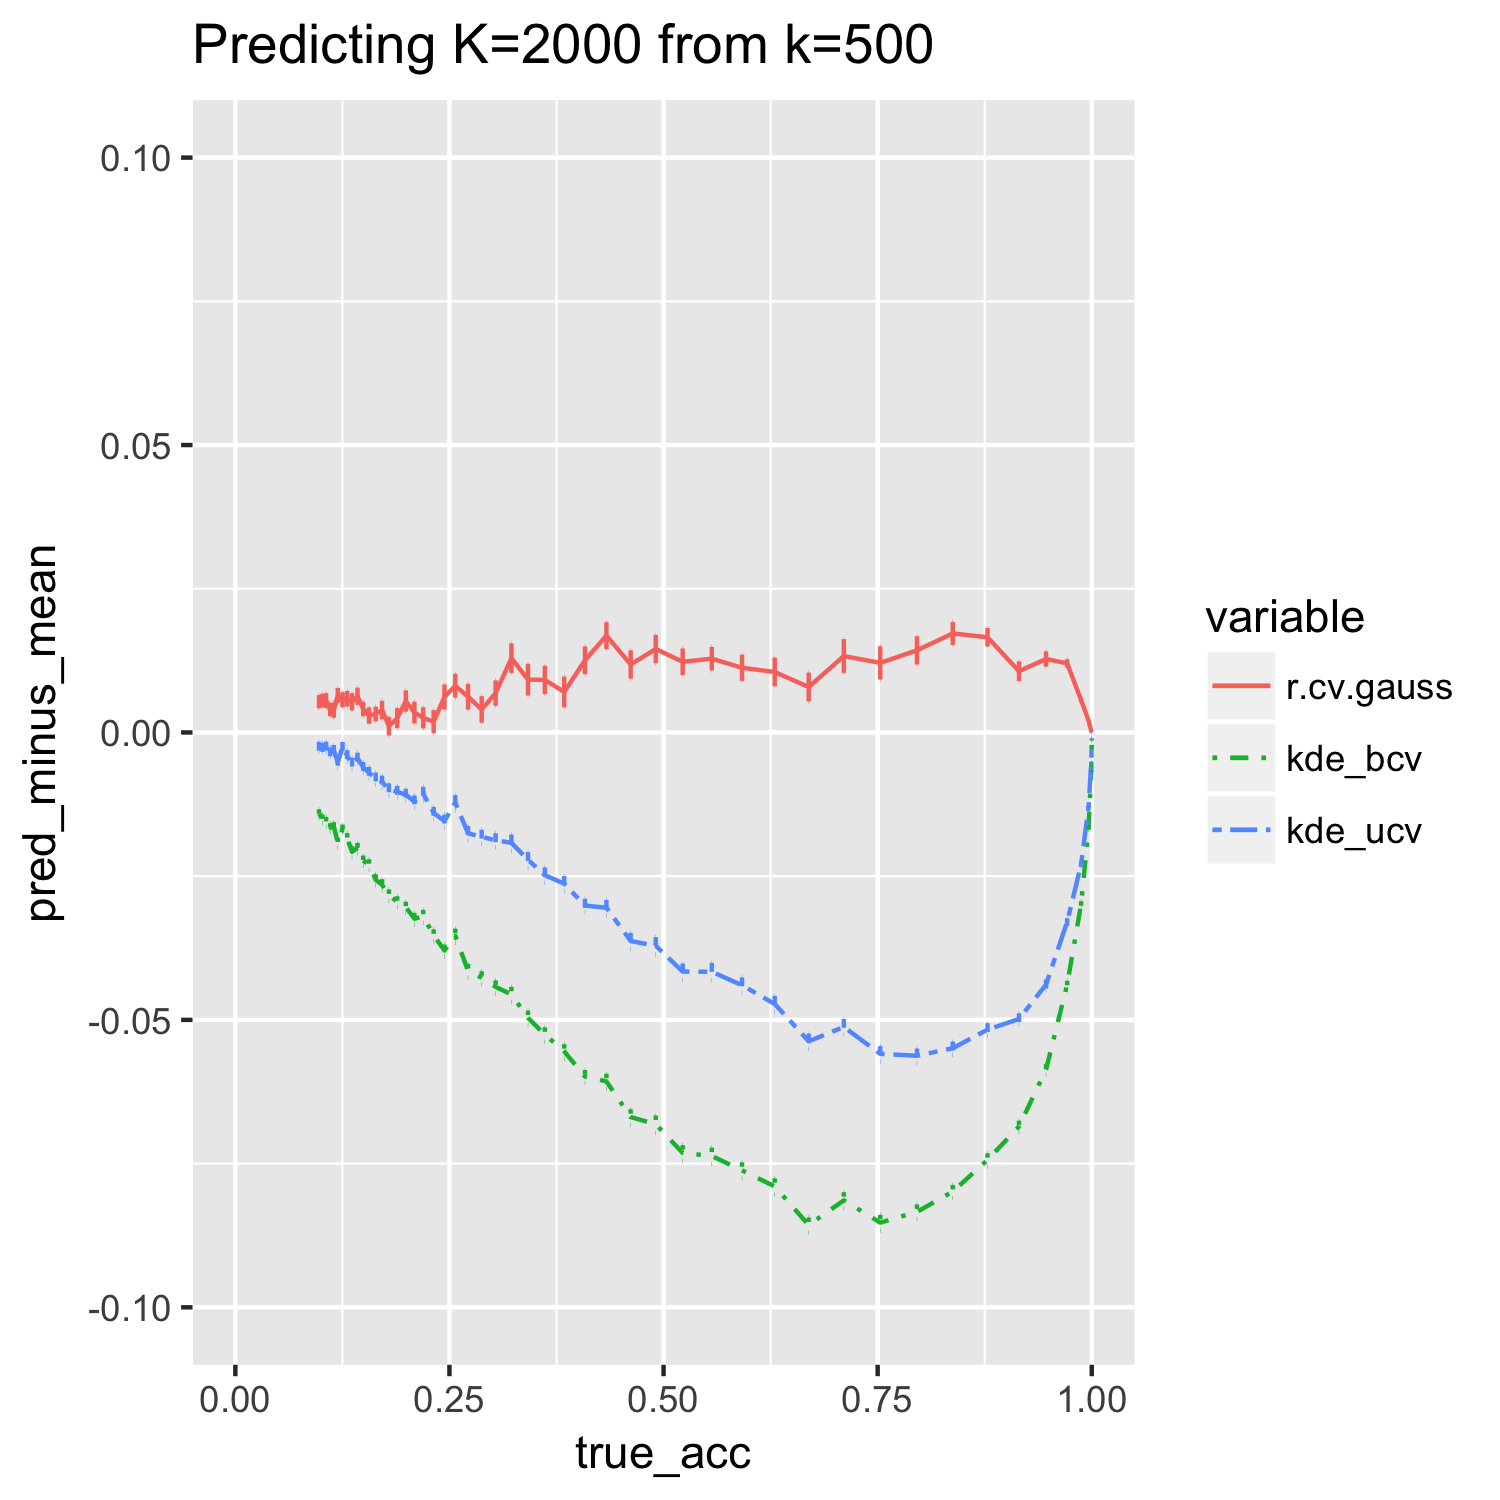 Predicting K=2000 from k=500
pred_minus_mean
0.10
0.05
0.00
-0.05
-0.10
0.00 0.25 0.50 0.75 1.00
true_acc
variable
r.cv.gauss
kde_bcv
kde_ucv